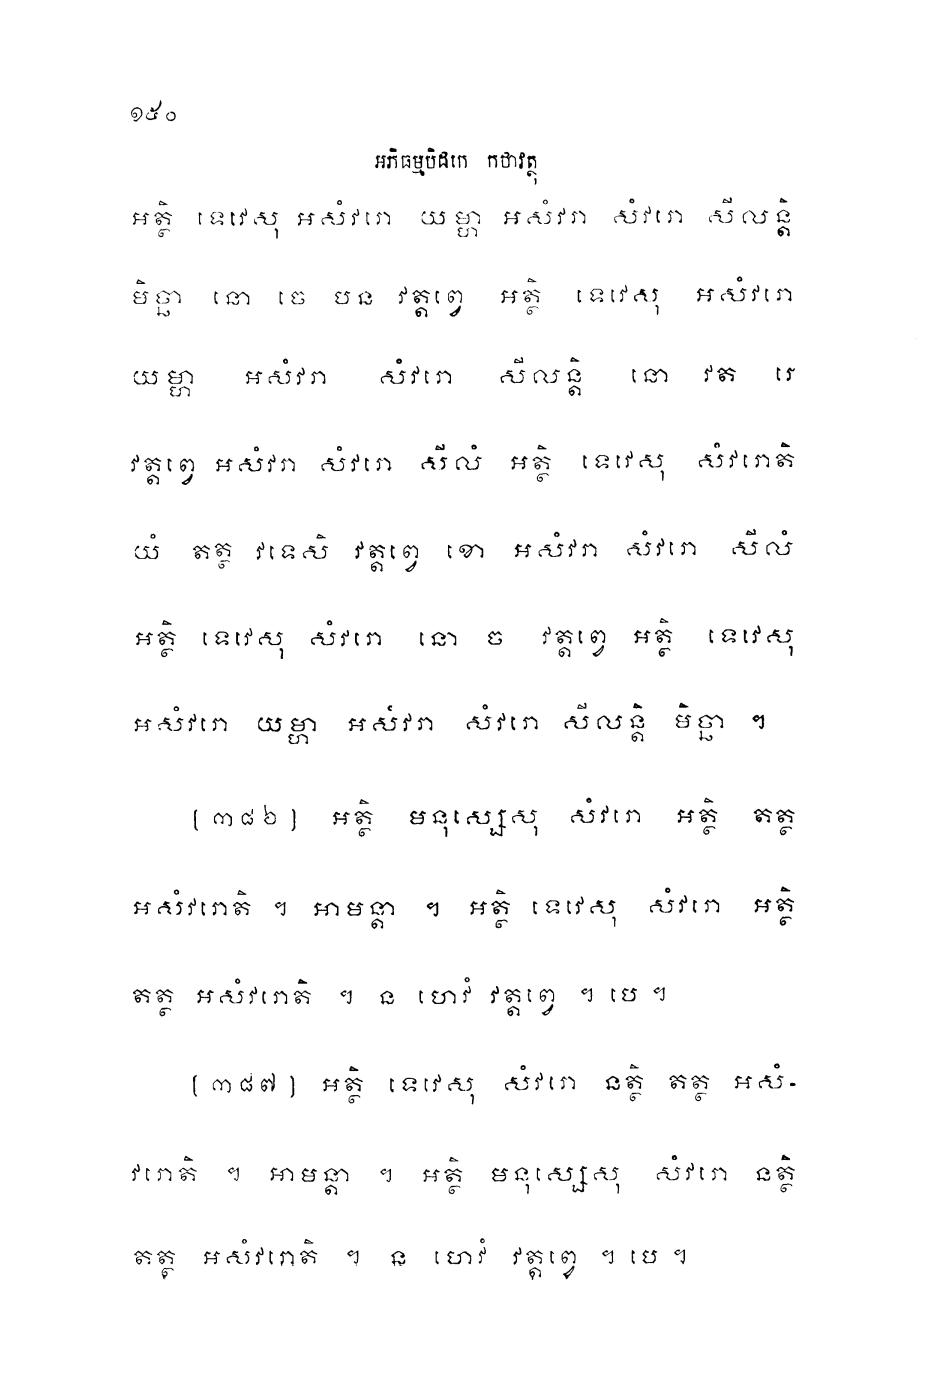 ១៥០
អភិធម្មបិដកេ កថាវត្ថុ
អត្ថិ ទេវេសុ អសំវរោ យម្ហា អសំវរា សំវរោ សីលន្តិ
មិច្ឆា នោ ចេ បន វត្តព្វេ អត្ថិ ទេវេសុ អសំវរោ
យម្ហា អសំវរា សំវរោ សីលន្តិ នោ វត រេ
វត្តព្វេ អសំវរា សំវរោ សីលំ អត្ថិ ទេវេសុ សំវរោតិ
យំ តត្ថ វទេសិ វត្តព្វេ ខោ អសំវរា សំវរោ សីលំ
អត្ថិ ទេវេសុ សំវរោ នោ ច វត្តព្វេ អត្ថិ ទេវេសុ
អសំវរោ យម្ហា អសំវរា សំវរោ សីលន្តិ មិច្ឆា ។
[៣៨៦] អត្ថិ មនុស្សេសុ សំវរោ អត្ថិ តត្ថ
អសំវរោតិ ។ អាមន្តា ។ អត្ថិ ទេវេសុ សំវរោ អត្ថិ
តត្ថ អសំវរោតិ ។ ន ហេវំ វត្តព្វេ ។ បេ ។
[៣៨៧] អត្ថិ ទេវេសុ សំវរោ នត្ថិ តត្ថ អសំ-
វរោតិ ។ អាមន្តា ។ អត្ថិ មនុស្សេសុ សំវរោ នត្ថិ
តត្ថ អសំវរោតិ ។ ន ហេវំ វត្តព្វេ ។ បេ ។